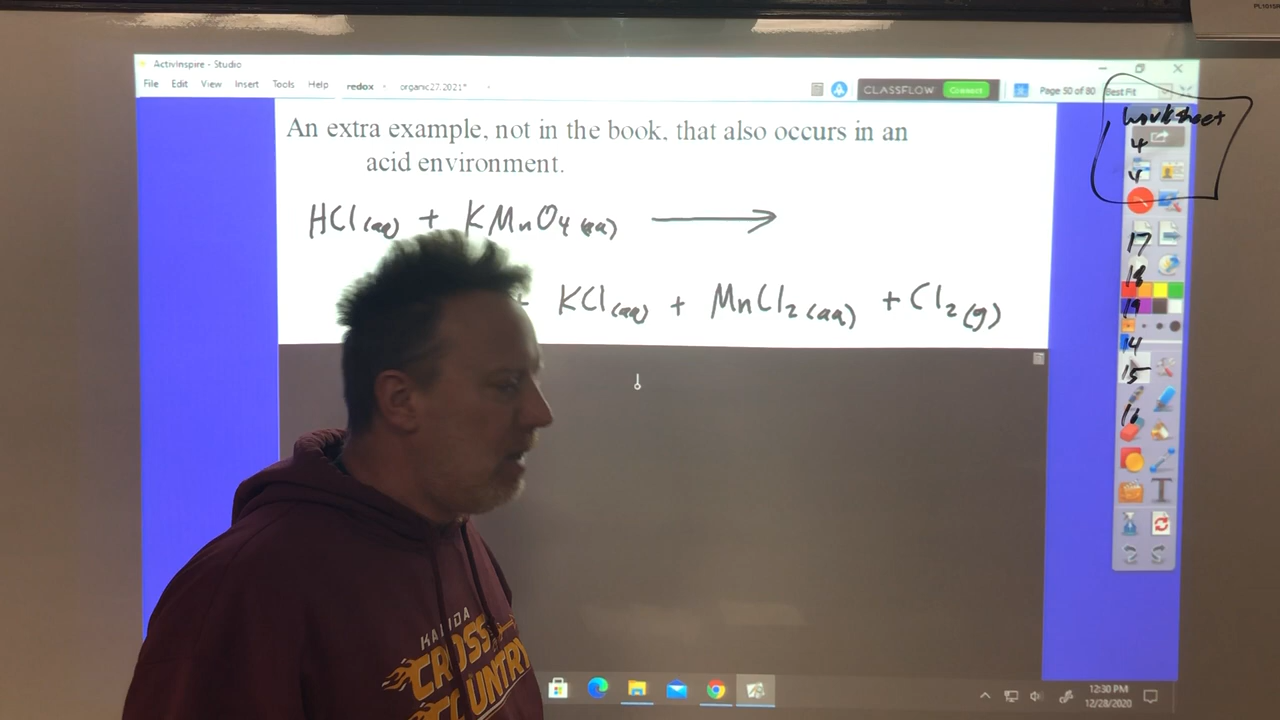 PL1015A
ActivInspire - Studio
File Edit View Insert Tools Help redox organic27.2021* CLASSFLOW Connect Page 50 of 80 Best Fit
An extra example, not in the book, that also occurs in an
acid environment.
HCl(aq) + KMnO4(aq) ⟶
+ KCl(aq) + MnCl2(aq) + Cl2(g)
worksheet
4
4
17
18
19
14
15
16
T
KALIDA
CROSS
COUNTRY
12:30 PM
12/28/2020